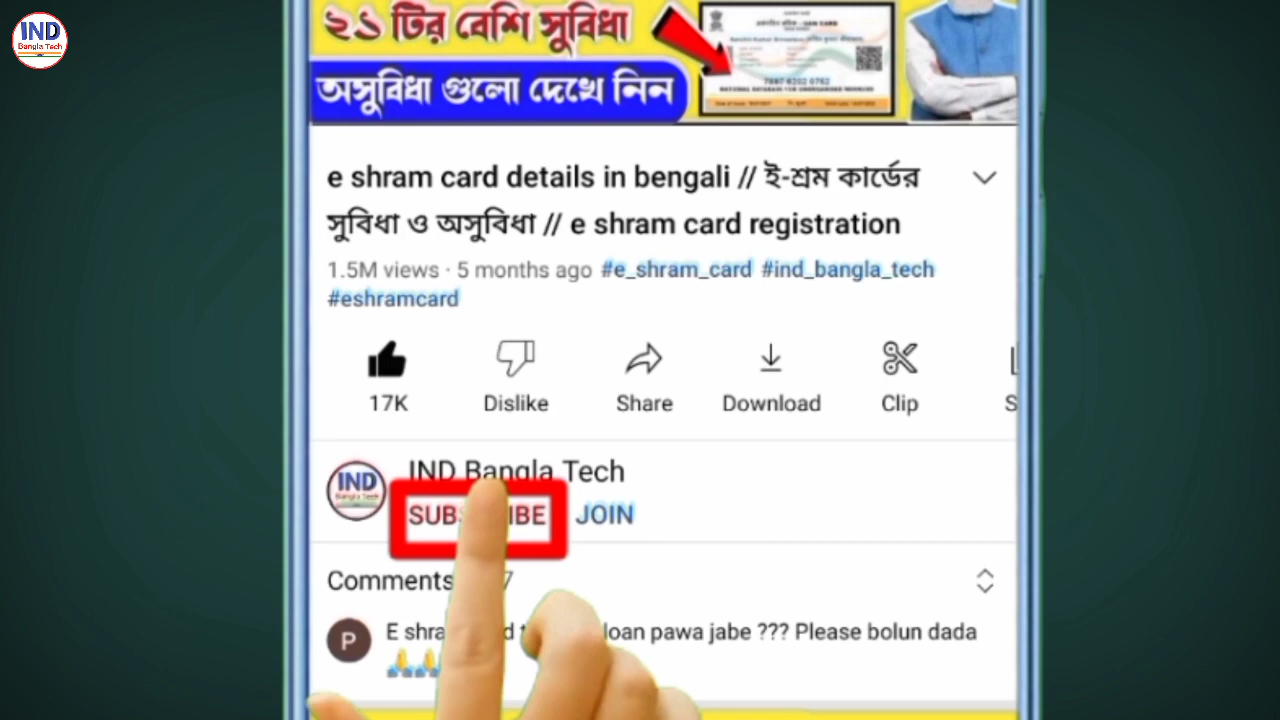 IND
Bangla Tech
২১ টির বেশি সুবিধা
অসুবিধা গুলো দেখে নিন
e shram card details in bengali // ই-শ্রম কার্ডের
সুবিধা ও অসুবিধা // e shram card registration
1.5M views · 5 months ago #e_shram_card #ind_bangla_tech
#eshramcard
17K
Dislike
Share
Download
Clip
IND Bangla Tech
IND
Bangla Tech
JOIN
Comments
P
loan pawa jabe ??? Please bolun dada